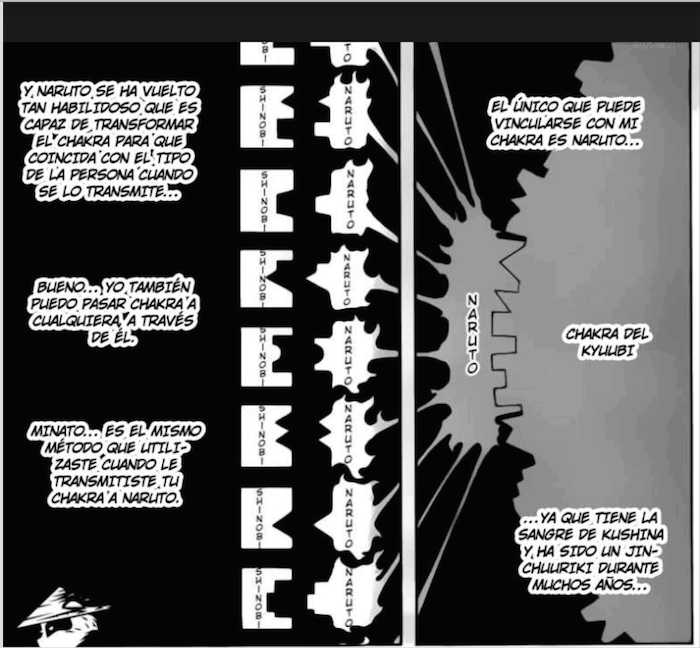 EL ÚNICO QUE PUEDE
VINCULARSE CON MI
CHAKRA ES NARUTO...
CHAKRA DEL
KYUUBI
NARUTO
...YA QUE TIENE LA
SANGRE DE KUSHINA
Y HA SIDO UN JIN-
CHUURIKI DURANTE
MUCHOS AÑOS...
TO
BI
NARUTO
SHINOBI
NARUTO
SHINOBI
NARUTO
SHINOBI
NARUTO
SHINOBI
NARUTO
SHINOBI
NARUTO
SHINOBI
NARUTO
SHINOBI
Y NARUTO SE HA VUELTO
TAN HABILIDOSO QUE ES
CAPAZ DE TRANSFORMAR
EL CHAKRA PARA QUE
COINCIDA CON EL TIPO
DE LA PERSONA CUANDO
SE LO TRANSMITE...
BUENO... YO TAMBIÉN
PUEDO PASAR CHAKRA A
CUALQUIERA A TRAVÉS
DE ÉL.
MINATO... ES EL MISMO
MÉTODO QUE UTILI-
ZASTE CUANDO LE
TRANSMITISTE TU
CHAKRA A NARUTO.